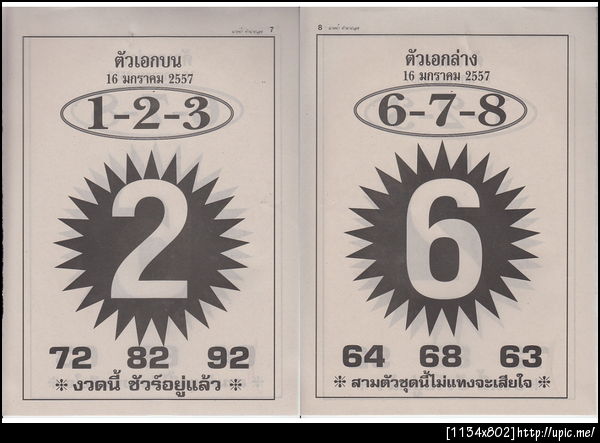 7
ตัวเอกบน
16 มกราคม 2557
1-2-3
2
72 82 92
❈ งวดนี้ ชัวร์อยู่แล้ว ❈
8
ตัวเอกล่าง
16 มกราคม 2557
6-7-8
6
64 68 63
❈ สามตัวชุดนี้ไม่แทงจะเสียใจ ❈
[1134x802]http://upic.me/